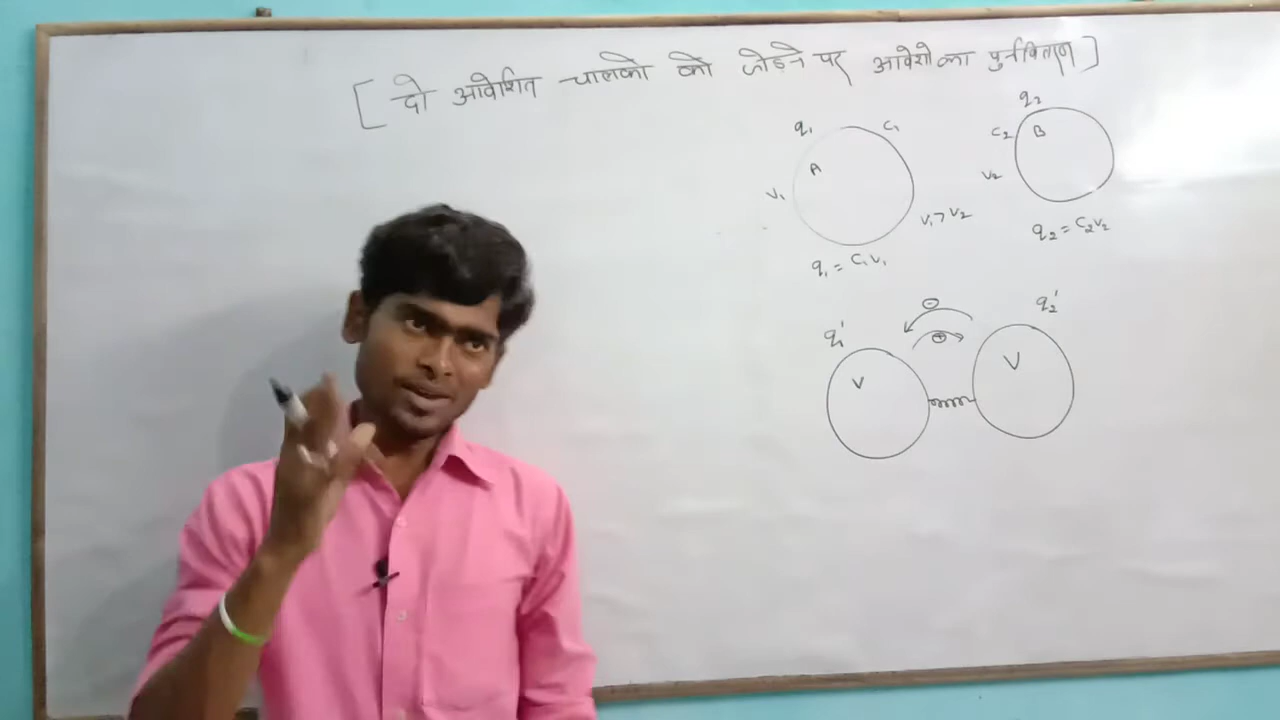 [ दो आवेशित चालको को जोड़ने पर आवेशो का पुर्नवितरण ]
q₁ C₁
A
V₁
V₁ > V₂
q₁ = C₁V₁
q₂
C₂ B
V₂
q₂ = C₂V₂
⊖
⊕
q₁'
V
q₂'
V